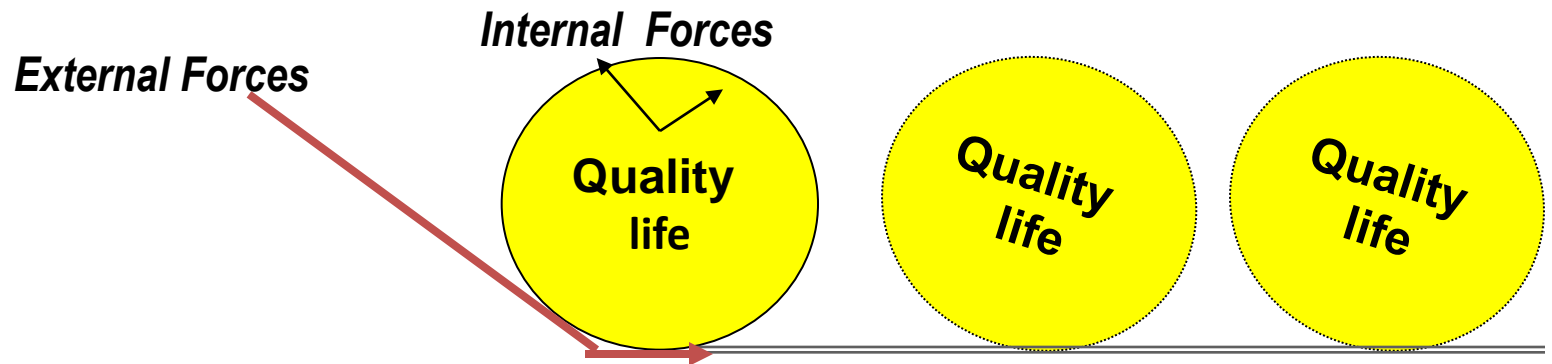 Internal Forces
External Forces
Quality
life
Quality
life
Quality
life